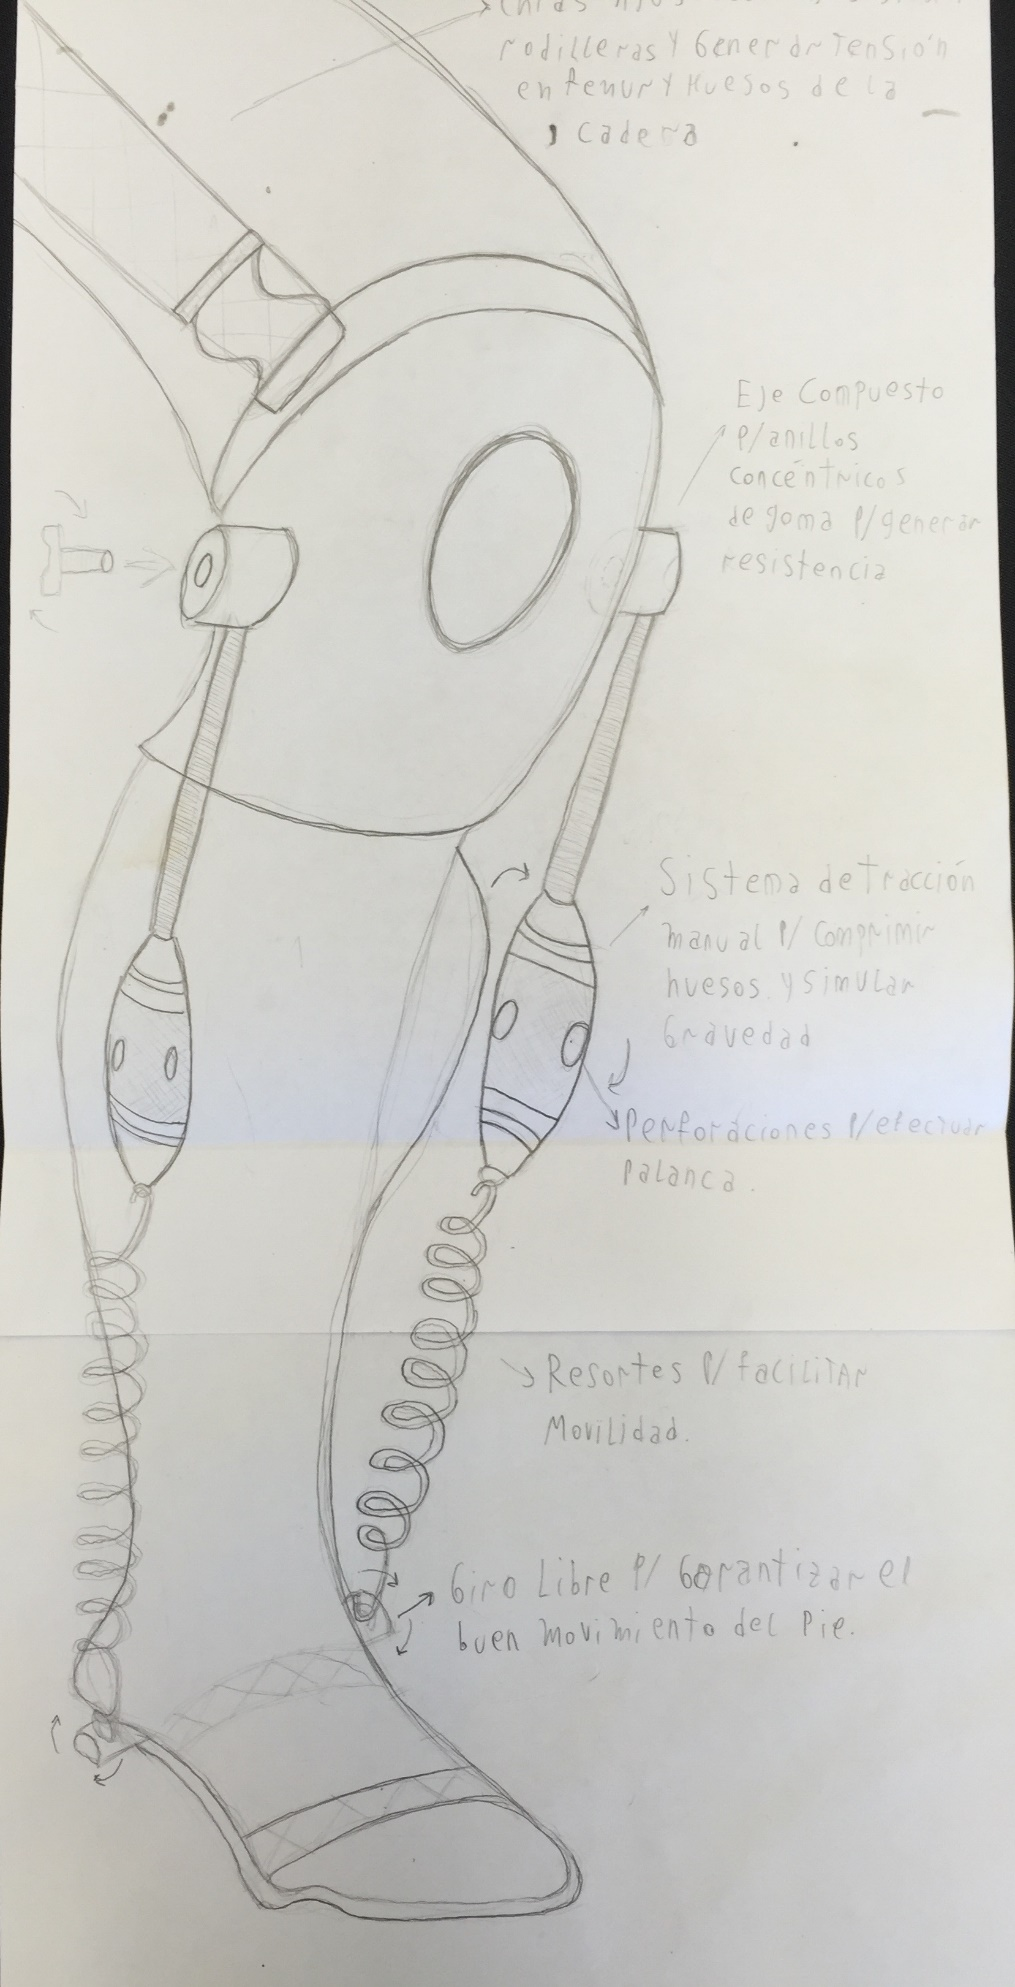 rodilleras y Generar Tensión
en femur y Huesos de la
cadera
Eje Compuesto
P/anillos
concéntricos
de goma P/generar
resistencia
Sistema de Tracción
manual P/ comprimir
huesos y simular
Gravedad
Perforaciones P/efectuar
Palanca.
Resortes P/ facilitar
Movilidad.
Giro Libre P/ Garantizar el
buen movimiento del Pie.